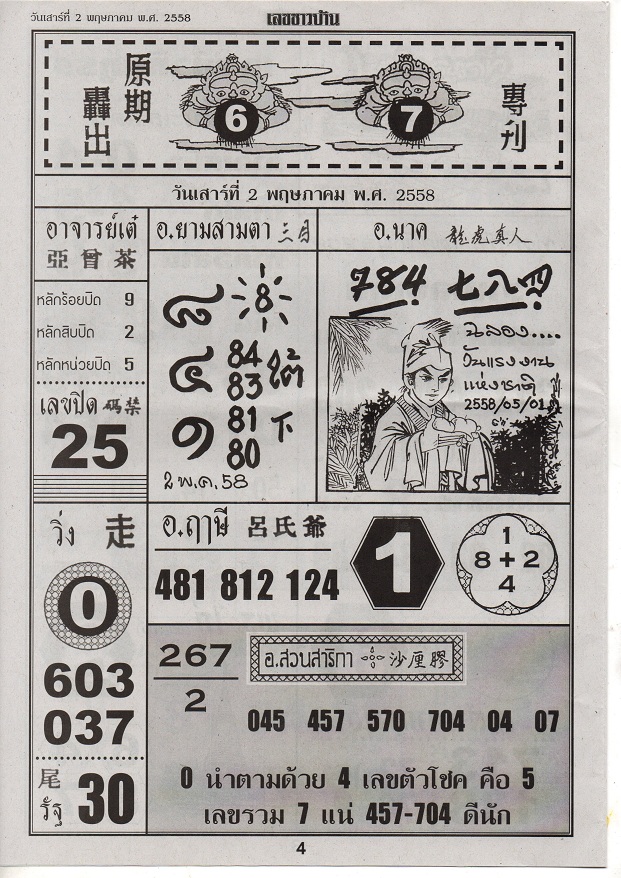 วันเสาร์ที่ 2 พฤษภาคม พ.ศ. 2558
เลขชาวบ้าน
原期
轟出
6
7
專刊
วันเสาร์ที่ 2 พฤษภาคม พ.ศ. 2558
อาจารย์เต๋
亞曾茶
หลักร้อยปิด 9
หลักสิบปิด 2
หลักหน่วยปิด 5
เลขปิด 碼禁
25
อ.ยามสามตา 三月
๘ 8
๔ 84
83
ใต้
๑ 81
80
下
2 พ.ค. 58
อ.นาค 龍虎真人
784 七八四
ฉลอง....
วันแรงงาน
แห่งชาติ
2558/05/01
วิ่ง 走
0
603
037
尾
รัฐ
30
อ.ฤาษี 呂氏爺
481 812 124
1
1
8+2
4
267
2
อ.สวนสาริกา 沙厘膠
045 457 570 704 04 07
0 นำตามด้วย 4 เลขตัวโชค คือ 5
เลขรวม 7 แน่ 457-704 ดีนัก
4